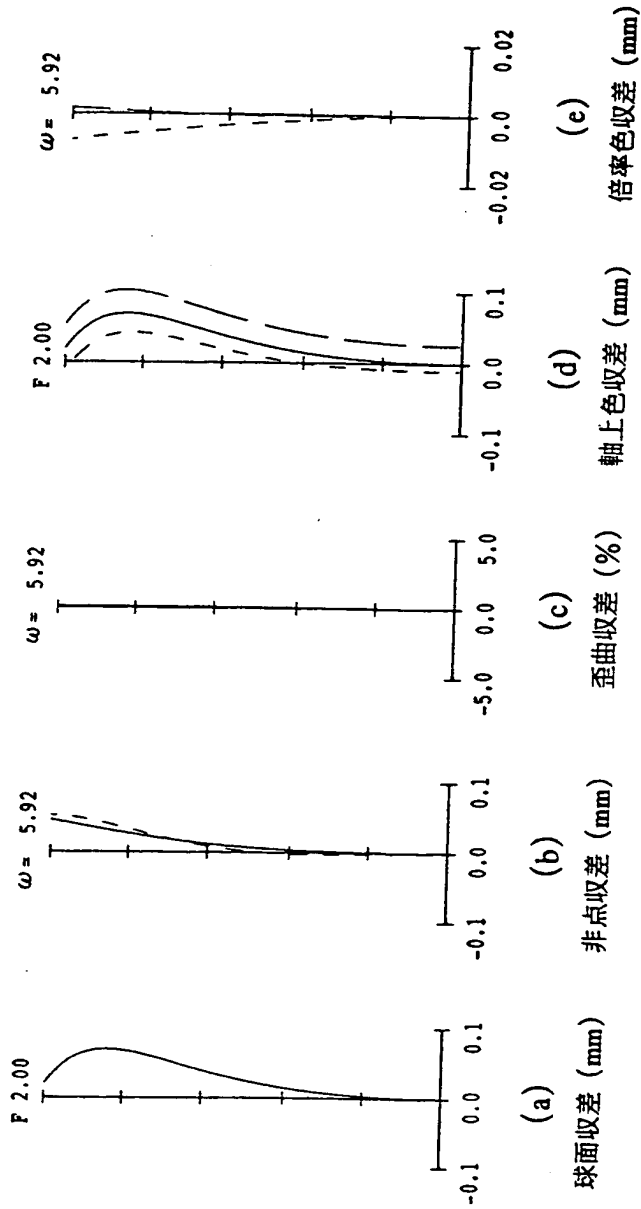 F 2.00
-0.1 0.0 0.1
(a)
球面収差 (mm)
ω= 5.92
-0.1 0.0 0.1
(b)
非点収差 (mm)
ω= 5.92
-5.0 0.0 5.0
(c)
歪曲収差 (%)
F 2.00
-0.1 0.0 0.1
(d)
軸上色収差 (mm)
ω= 5.92
-0.02 0.0 0.02
(e)
倍率色収差 (mm)